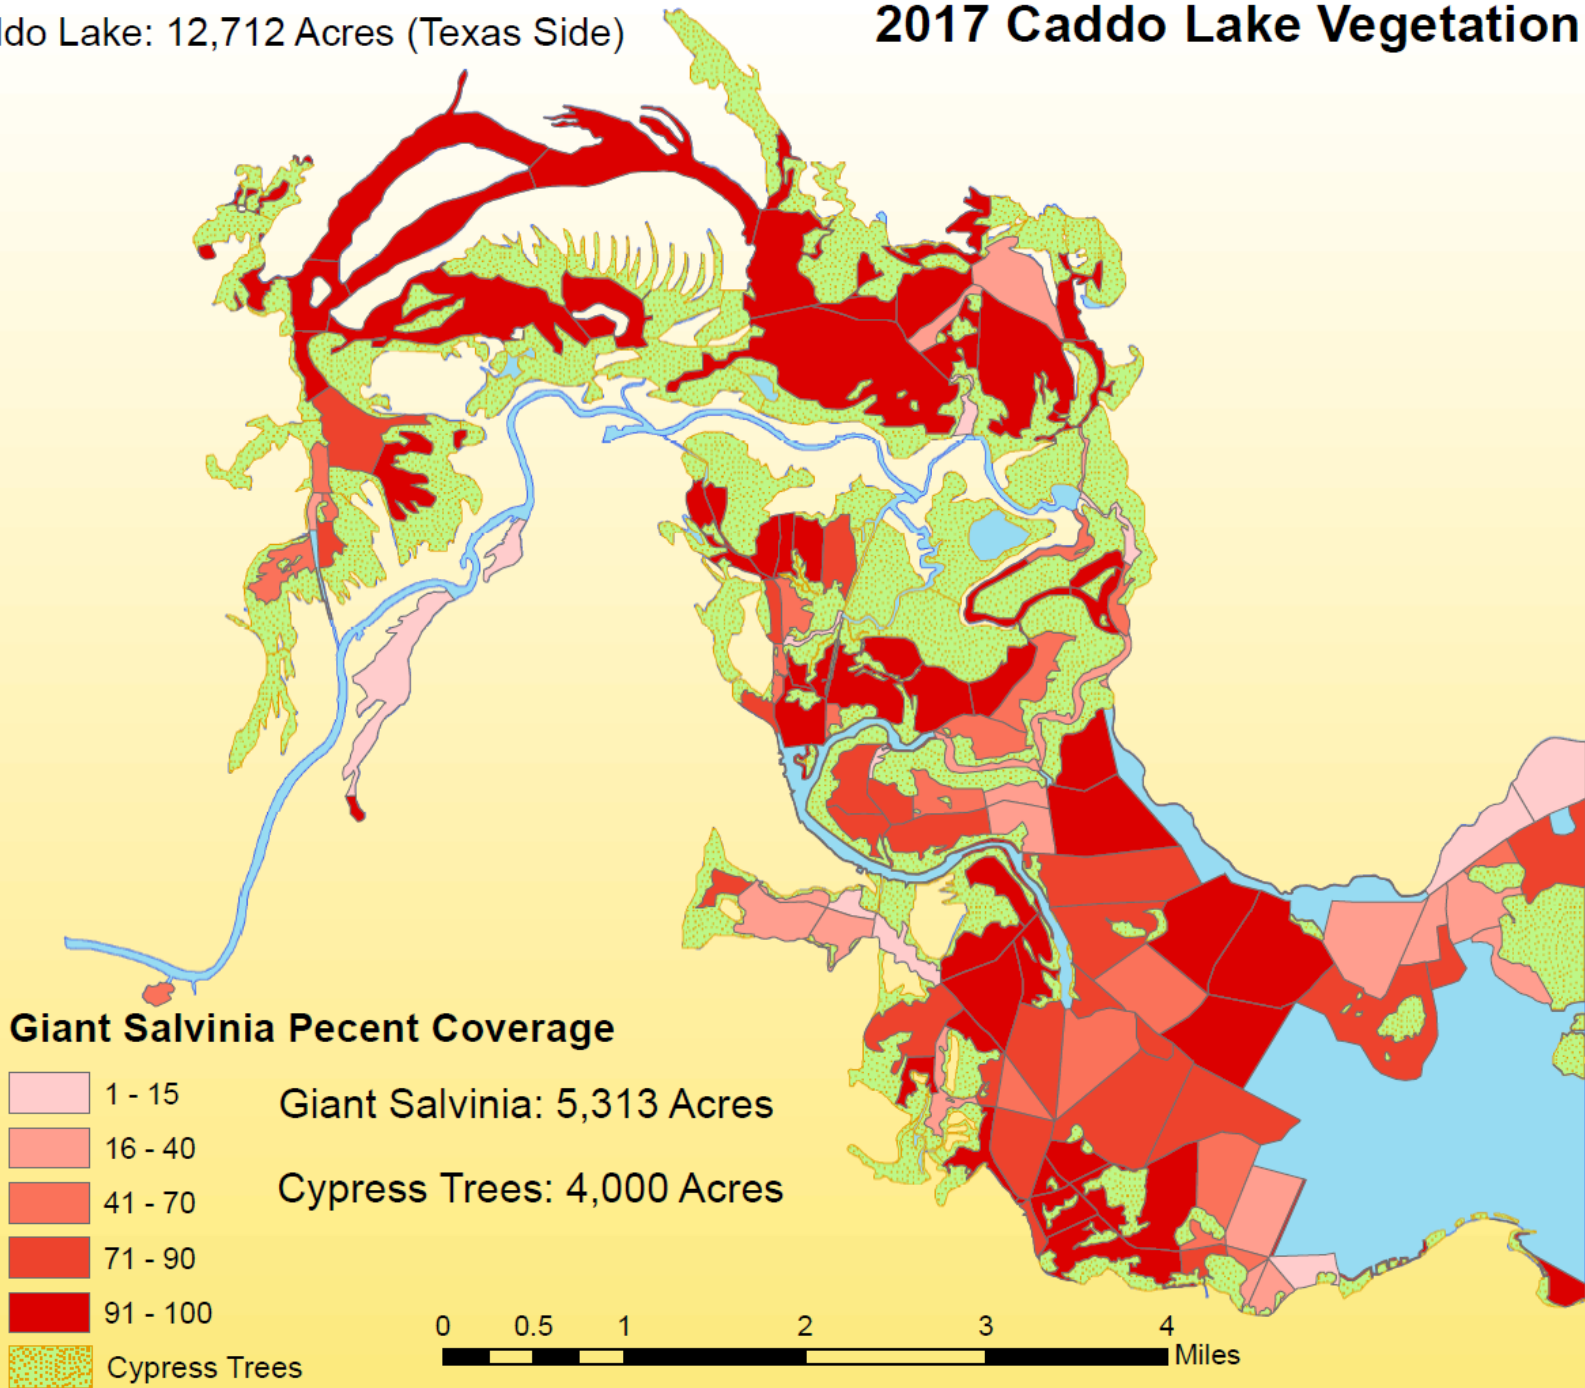 ddo Lake: 12,712 Acres (Texas Side)
2017 Caddo Lake Vegetation
Giant Salvinia Pecent Coverage
1 - 15
16 - 40
41 - 70
71 - 90
91 - 100
Cypress Trees
Giant Salvinia: 5,313 Acres
Cypress Trees: 4,000 Acres
0 0.5 1 2 3 4
Miles